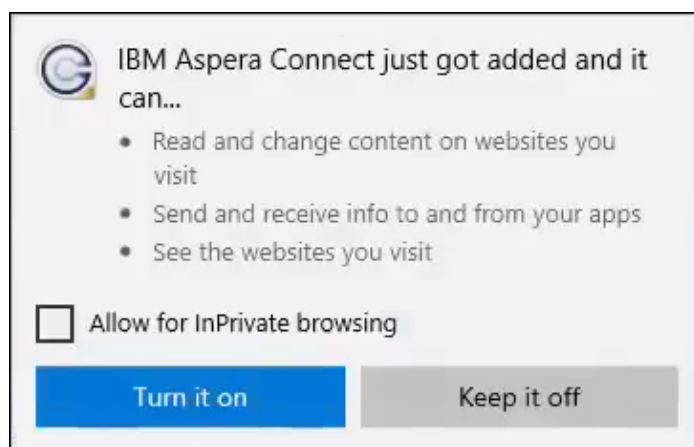 IBM Aspera Connect just got added and it
can...
• Read and change content on websites you
visit
• Send and receive info to and from your apps
• See the websites you visit
Allow for InPrivate browsing
Turn it on
Keep it off